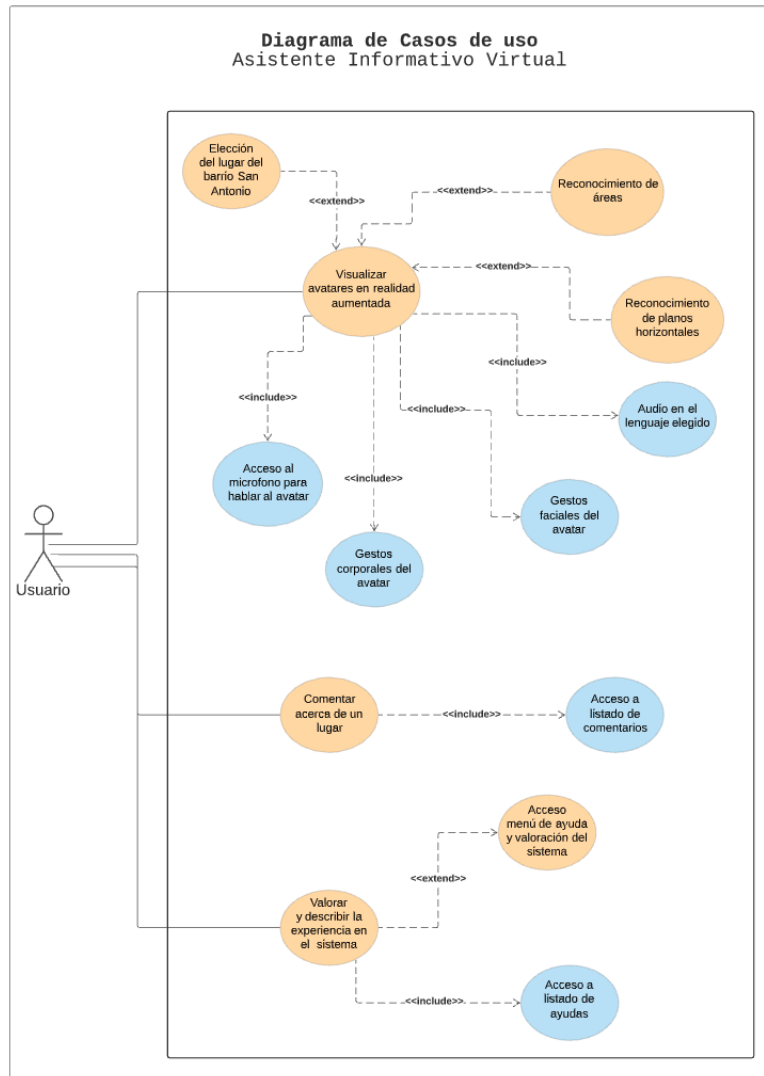 Diagrama de Casos de uso
Asistente Informativo Virtual
Elección
del lugar del
barrío San
Antonio
<<extend>>
<<extend>>
Reconocimiento de
áreas
Visualizar
avatares en realidad
aumentada
<<extend>>
Reconocimiento
de planos
horizontales
<<include>>
<<include>>
<<include>>
<<include>>
Audio en el
lenguaje elegido
Acceso al
microfono para
hablar al avatar
Gestos
faciales del
avatar
Gestos
corporales del
avatar
Usuario
Comentar
acerca de un
lugar
<<include>>
Acceso a
listado de
comentarios
Acceso
menú de ayuda
y valoración del
sistema
<<extend>>
Valorar
y describir la
experiencia en
el sistema
<<include>>
Acceso a
listado de
ayudas